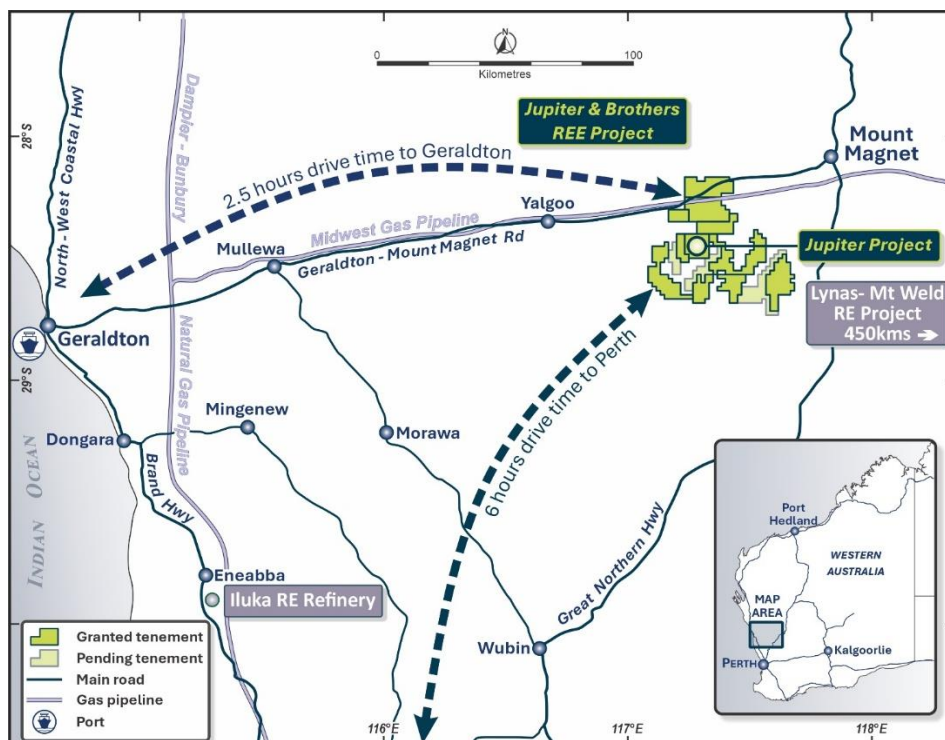 N
0
100
Kilometres
28°S
29°S
North - West Coastal Hwy
Dampier - Bunbury
Natural Gas Pipeline
Jupiter & Brothers
REE Project
Mount
Magnet
2.5 hours drive time to Geraldton
Yalgoo
Midwest Gas Pipeline
Mullewa
Geraldton - Mount Magnet Rd
Jupiter Project
Lynas- Mt Weld
RE Project
450kms
Geraldton
6 hours drive time to Perth
Mingenew
Dongara
Morawa
INDIAN OCEAN
Brand Hwy
Great Northern Hwy
Eneabba
Iluka RE Refinery
Wubin
Port
Hedland
WESTERN
AUSTRALIA
MAP
AREA
PERTH
Kalgoorlie
Granted tenement
Pending tenement
Main road
Gas pipeline
Port
116°E
117°E
118°E